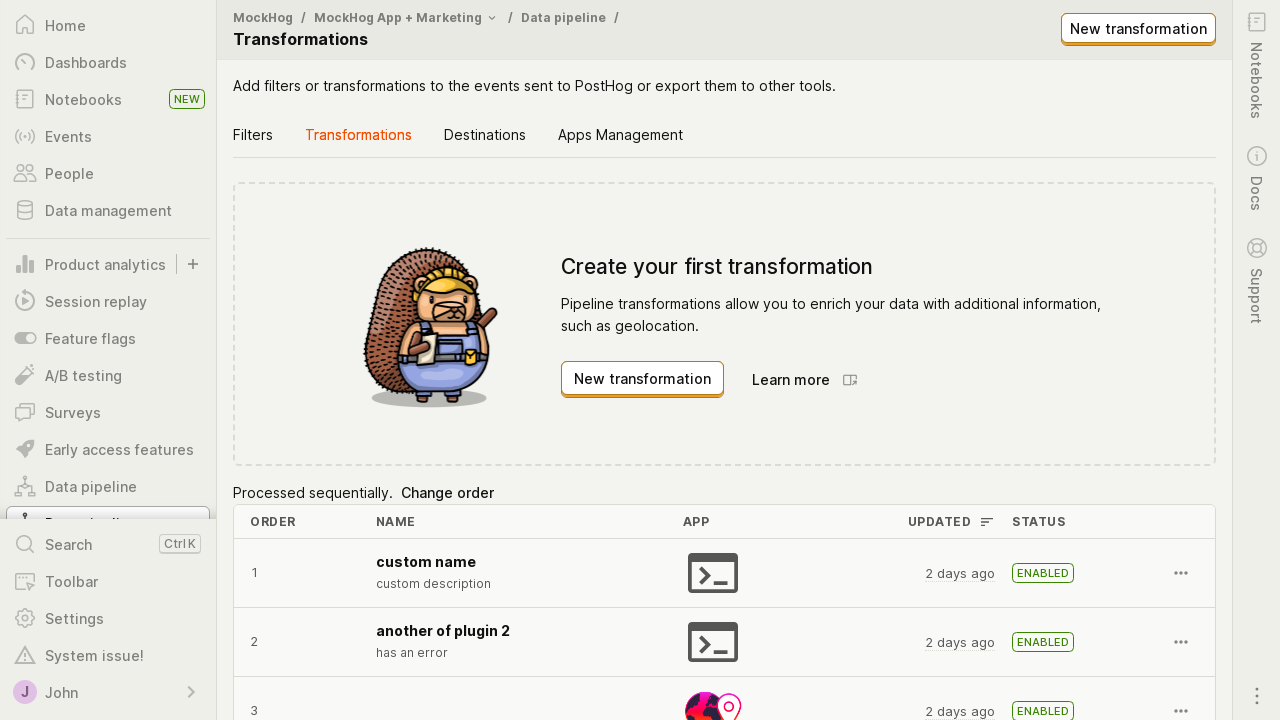 Home
Dashboards
Notebooks
NEW
Events
People
Data management
Product analytics
Session replay
Feature flags
A/B testing
Surveys
Early access features
Data pipeline
Search
Ctrl K
Toolbar
Settings
System issue!
J
John
MockHog / MockHog App + Marketing / Data pipeline /
Transformations
New transformation
Add filters or transformations to the events sent to PostHog or export them to other tools.
Filters Transformations Destinations Apps Management
Create your first transformation
Pipeline transformations allow you to enrich your data with additional information,
such as geolocation.
New transformation Learn more
Processed sequentially. Change order
ORDER NAME APP UPDATED STATUS
1 custom name 2 days ago ENABLED
custom description
2 another of plugin 2 2 days ago ENABLED
has an error
3 2 days ago ENABLED
Notebooks
Docs
Support